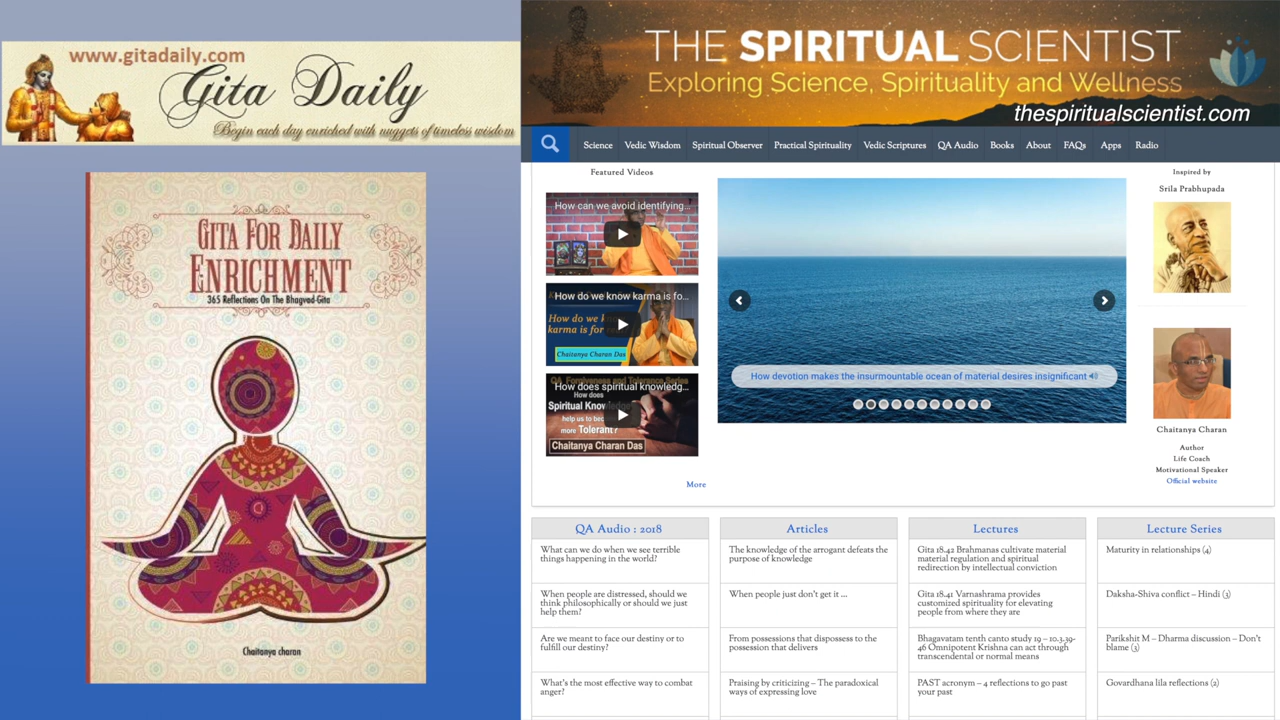 www.gitadaily.com
Gita Daily
Begin each day enriched with nuggets of timeless wisdom
GITA FOR DAILY
ENRICHMENT
365 Reflections On The Bhagvad-Gita
Chaitanya charan
THE SPIRITUAL SCIENTIST
Exploring Science, Spirituality and Wellness
thespiritualscientist.com
Science Vedic Wisdom Spiritual Observer Practical Spirituality Vedic Scriptures QA Audio Books About FAQs Apps Radio
Featured Videos
How can we avoid identifying...
How do we know karma is fo...
How do we k
karma is for re
Chaitanya Charan Das
QA Forgiveness and Tolerance Series
How does spiritual knowledg...
How does
Spiritual Know
help us to be
more Tolerant?
Chaitanya Charan Das
More
How devotion makes the insurmountable ocean of material desires insignificant
Inspired by
Srila Prabhupada
Chaitanya Charan
Author
Life Coach
Motivational Speaker
Official website
QA Audio : 2018
What can we do when we see terrible
things happening in the world?
When people are distressed, should we
think philosophically or should we just
help them?
Are we meant to face our destiny or to
fulfill our destiny?
What's the most effective way to combat
anger?
Articles
The knowledge of the arrogant defeats the
purpose of knowledge
When people just don't get it ...
From possessions that dispossess to the
possession that delivers
Praising by criticizing – The paradoxical
ways of expressing love
Lectures
Gita 18.42 Brahmanas cultivate material
material regulation and spiritual
redirection by intellectual conviction
Gita 18.41 Varnashrama provides
customized spirituality for elevating
people from where they are
Bhagavatam tenth canto study 19 – 10.3.39-
46 Omnipotent Krishna can act through
transcendental or normal means
PAST acronym – 4 reflections to go past
your past
Lecture Series
Maturity in relationships (4)
Daksha-Shiva conflict – Hindi (3)
Parikshit M – Dharma discussion – Don't
blame (3)
Govardhana lila reflections (2)